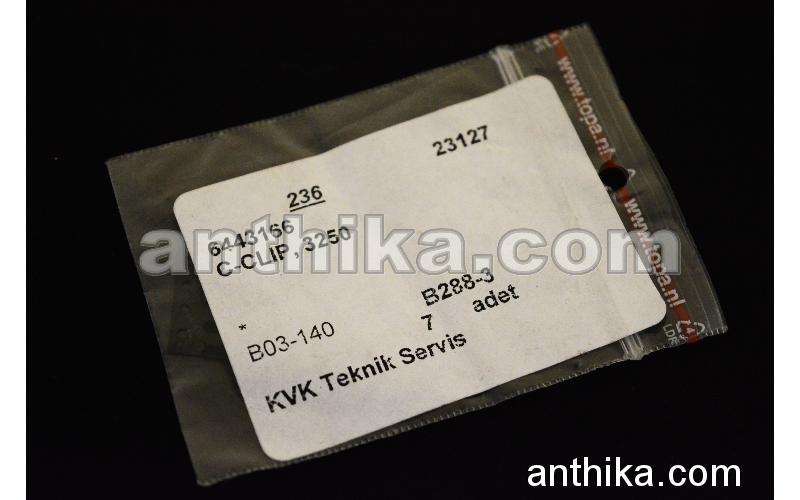 23127
236
6443166
C-CLIP, 3250
*
B288-3
B03-140
7 adet
KVK Teknik Servis
www.topa.nl
topa.nl
anthika.com
anthika.com